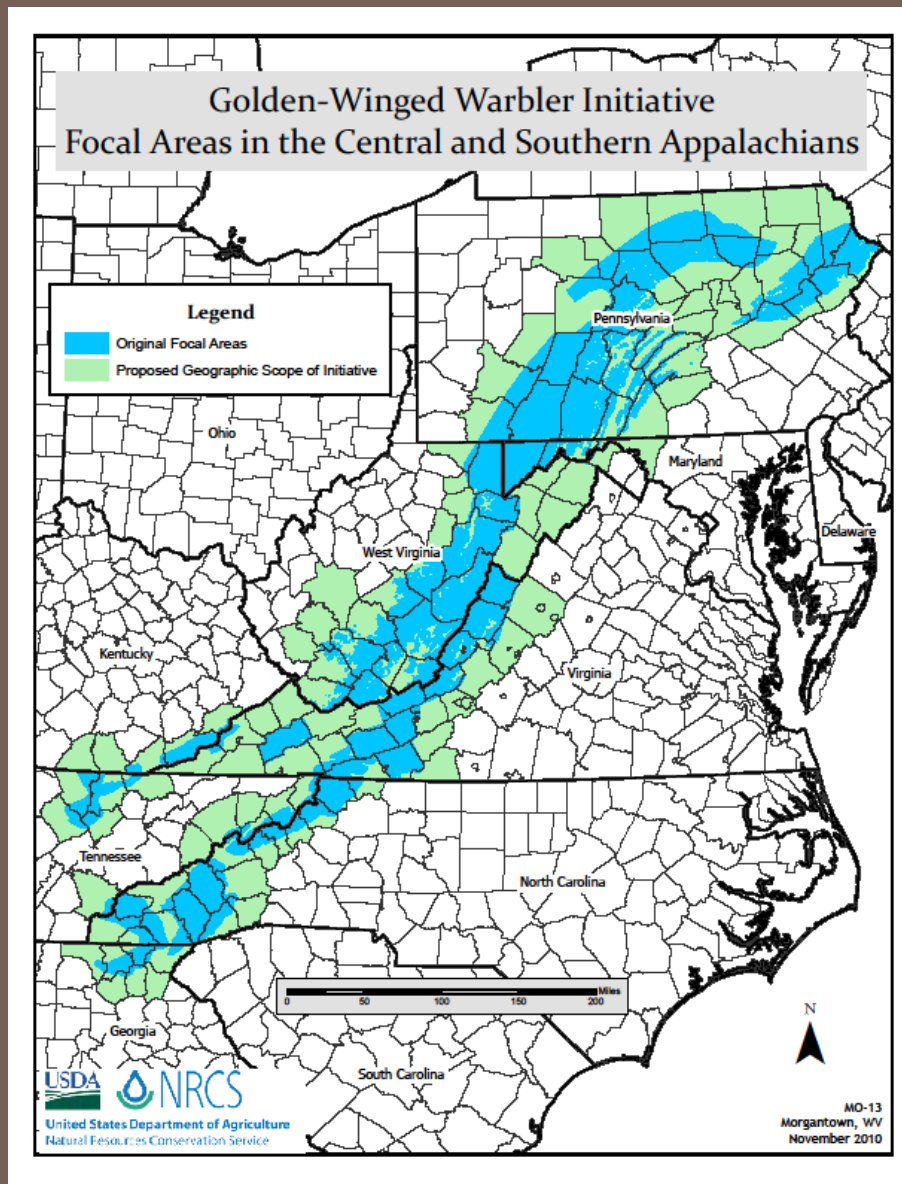 Golden-Winged Warbler Initiative
Focal Areas in the Central and Southern Appalachians
Legend
Original Focal Areas
Proposed Geographic Scope of Initiative
Pennsylvania
Ohio
Maryland
Delaware
West Virginia
Kentucky
Virginia
Tennessee
North Carolina
Miles
0 50 100 150 200
Georgia
South Carolina
N
USDA NRCS
United States Department of Agriculture
Natural Resources Conservation Service
MO-13
Morgantown, WV
November 2010